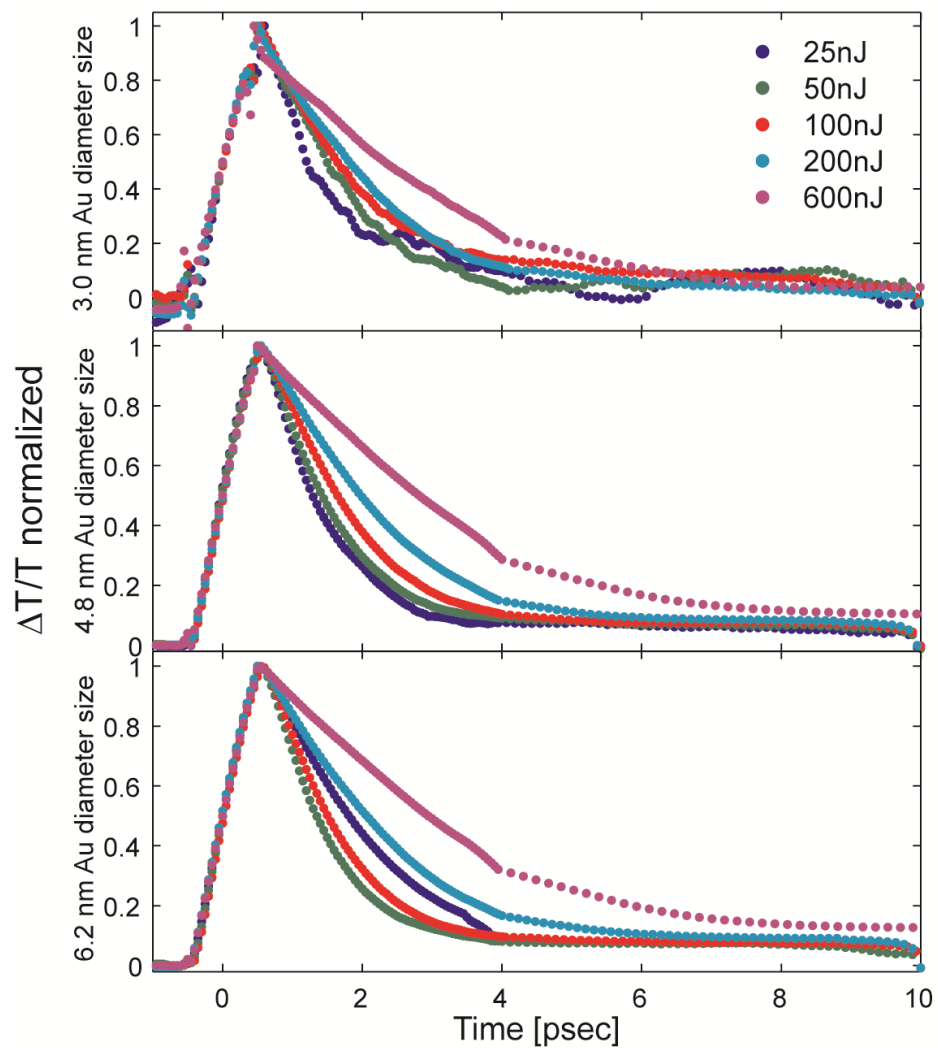 ΔT/T normalized
3.0 nm Au diameter size
1
0.8
0.6
0.4
0.2
0
25nJ
50nJ
100nJ
200nJ
600nJ
4.8 nm Au diameter size
1
0.8
0.6
0.4
0.2
0
6.2 nm Au diameter size
1
0.8
0.6
0.4
0.2
0
0 2 4 6 8 10
Time [psec]